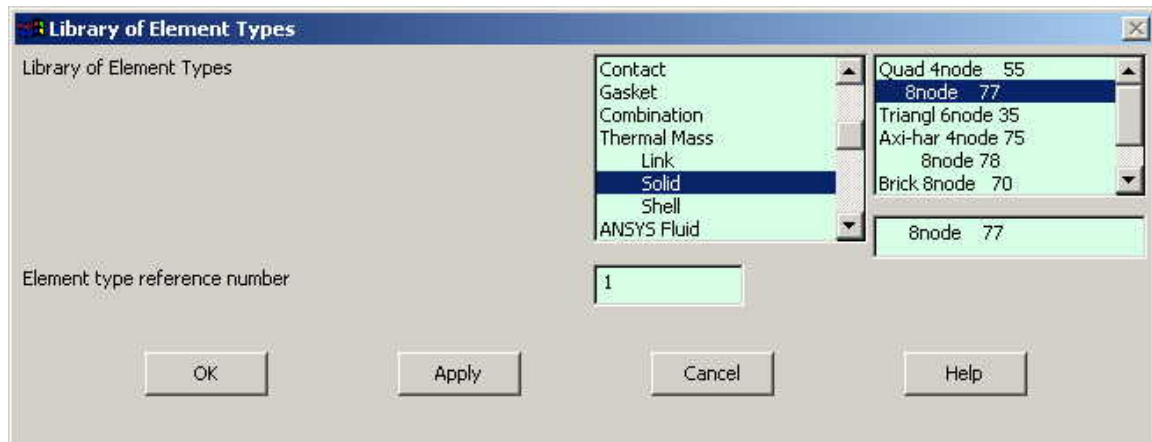 Library of Element Types
Library of Element Types
Contact
Gasket
Combination
Thermal Mass
Link
Solid
Shell
ANSYS Fluid
Quad 4node 55
8node 77
Triangl 6node 35
Axi-har 4node 75
8node 78
Brick 8node 70
8node 77
Element type reference number
1
OK Apply Cancel Help